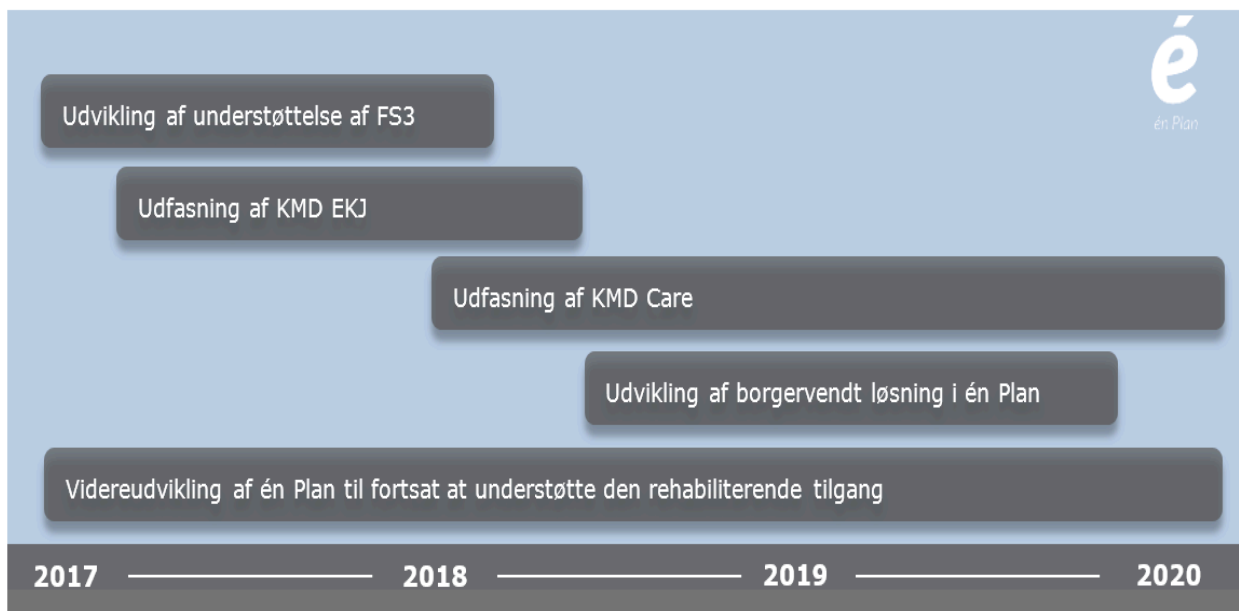 é
én Plan
Udvikling af understøttelse af FS3
Udfasning af KMD EKJ
Udfasning af KMD Care
Udvikling af borgervendt løsning i én Plan
Videreudvikling af én Plan til fortsat at understøtte den rehabiliterende tilgang
2017 2018 2019 2020